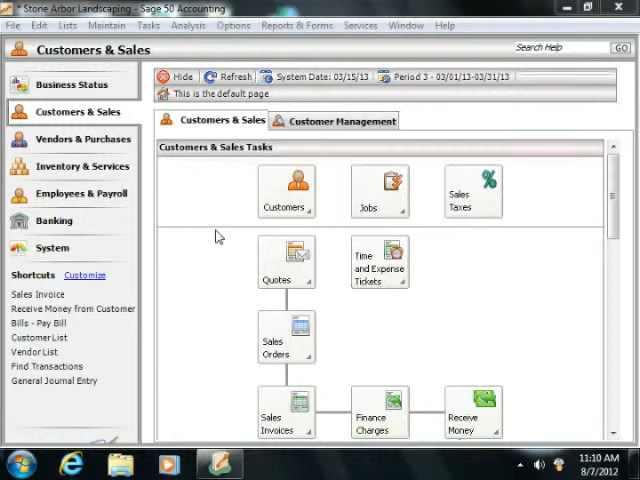 * Stone Arbor Landscaping - Sage 50 Accounting
File Edit Lists Maintain Tasks Analysis Options Reports & Forms Services Window Help
Customers & Sales
Search Help
GO
Business Status
Customers & Sales
Vendors & Purchases
Inventory & Services
Employees & Payroll
Banking
System
Shortcuts Customize
Sales Invoice
Receive Money from Customer
Bills - Pay Bill
Customer List
Vendor List
Find Transactions
General Journal Entry
Hide Refresh System Date: 03/15/13 Period 3 - 03/01/13-03/31/13
This is the default page
Customers & Sales Customer Management
Customers & Sales Tasks
Customers
Jobs
Sales
Taxes
Quotes
Time
and Expense
Tickets
Sales
Orders
Sales
Invoices
Finance
Charges
Receive
Money
11:10 AM
8/7/2012